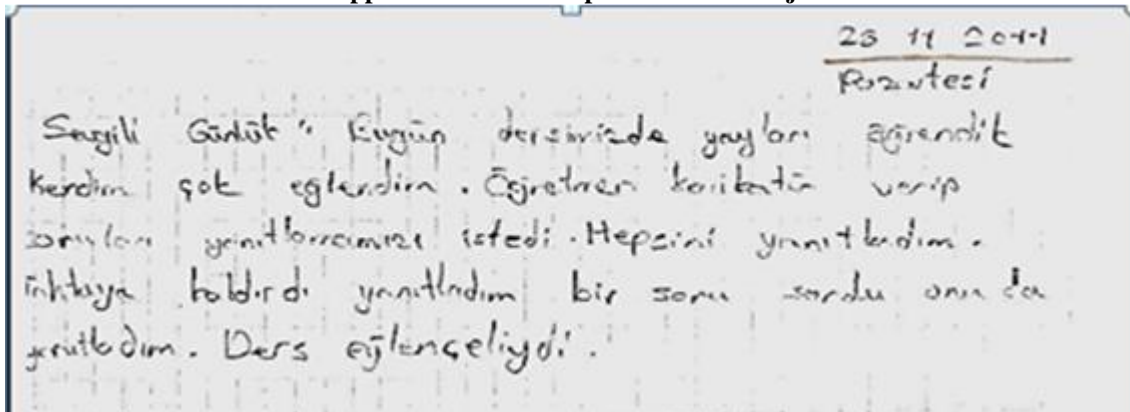 23 11 2011
Pazartesi
Sevgili Günlük" Bugün dersimizde yayları öğrendik
Kendim çok eğlendim. Öğretmen karikatür verip
soruları yanıtlamamızı istedi. Hepsini yanıtladım.
tahtaya kaldırdı yanıtladım bir soru sordu onu da
yanıtladım. Ders eğlenceliydi.